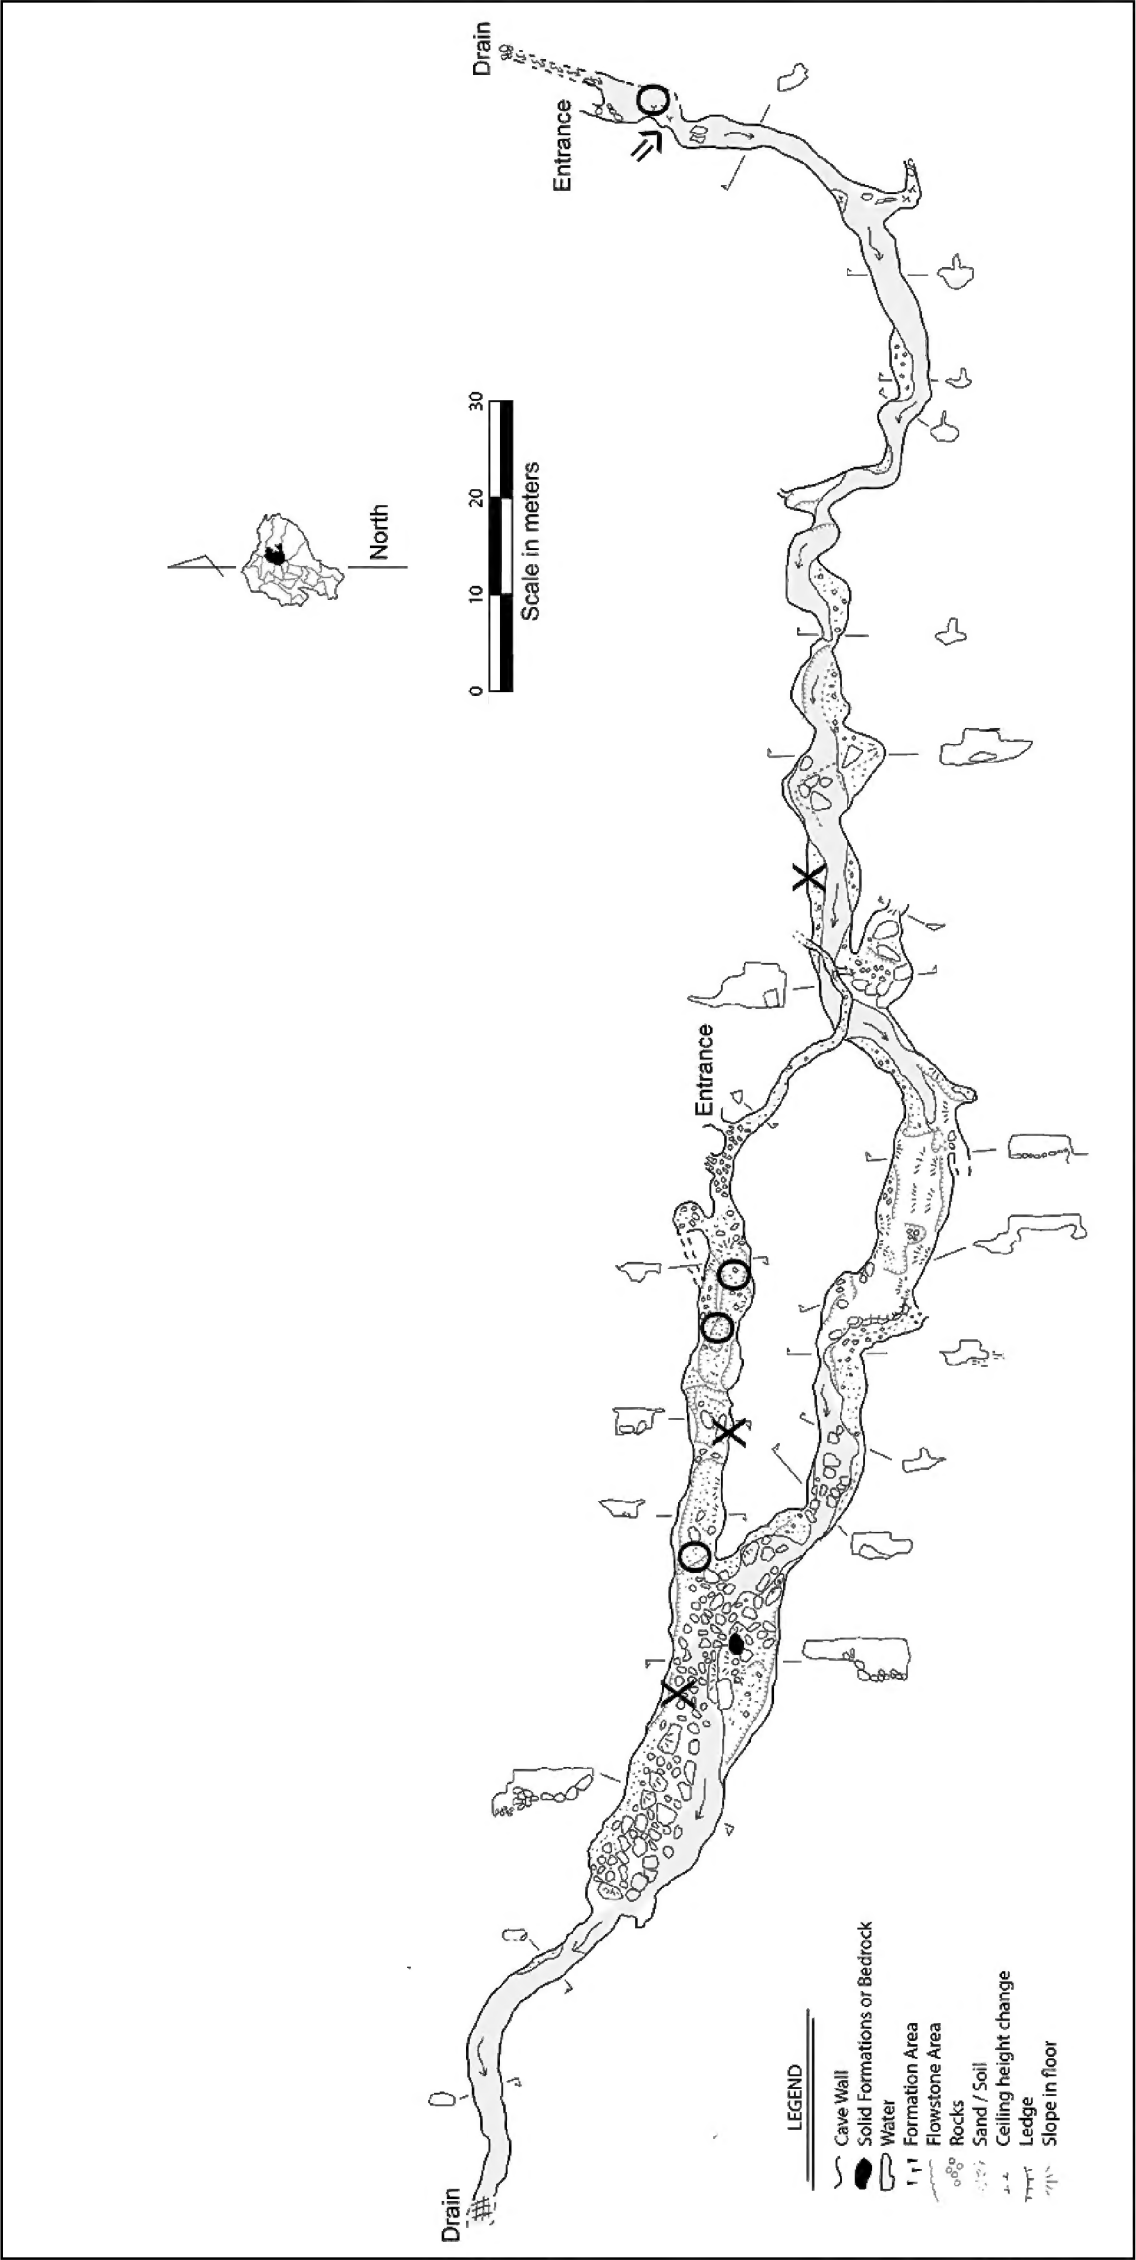 Drain
Entrance
North
0 10 20 30
Scale in meters
Entrance
Drain
LEGEND
Cave Wall
Solid Formations or Bedrock
Water
Formation Area
Flowstone Area
Rocks
Sand / Soil
Ceiling height change
Ledge
Slope in floor